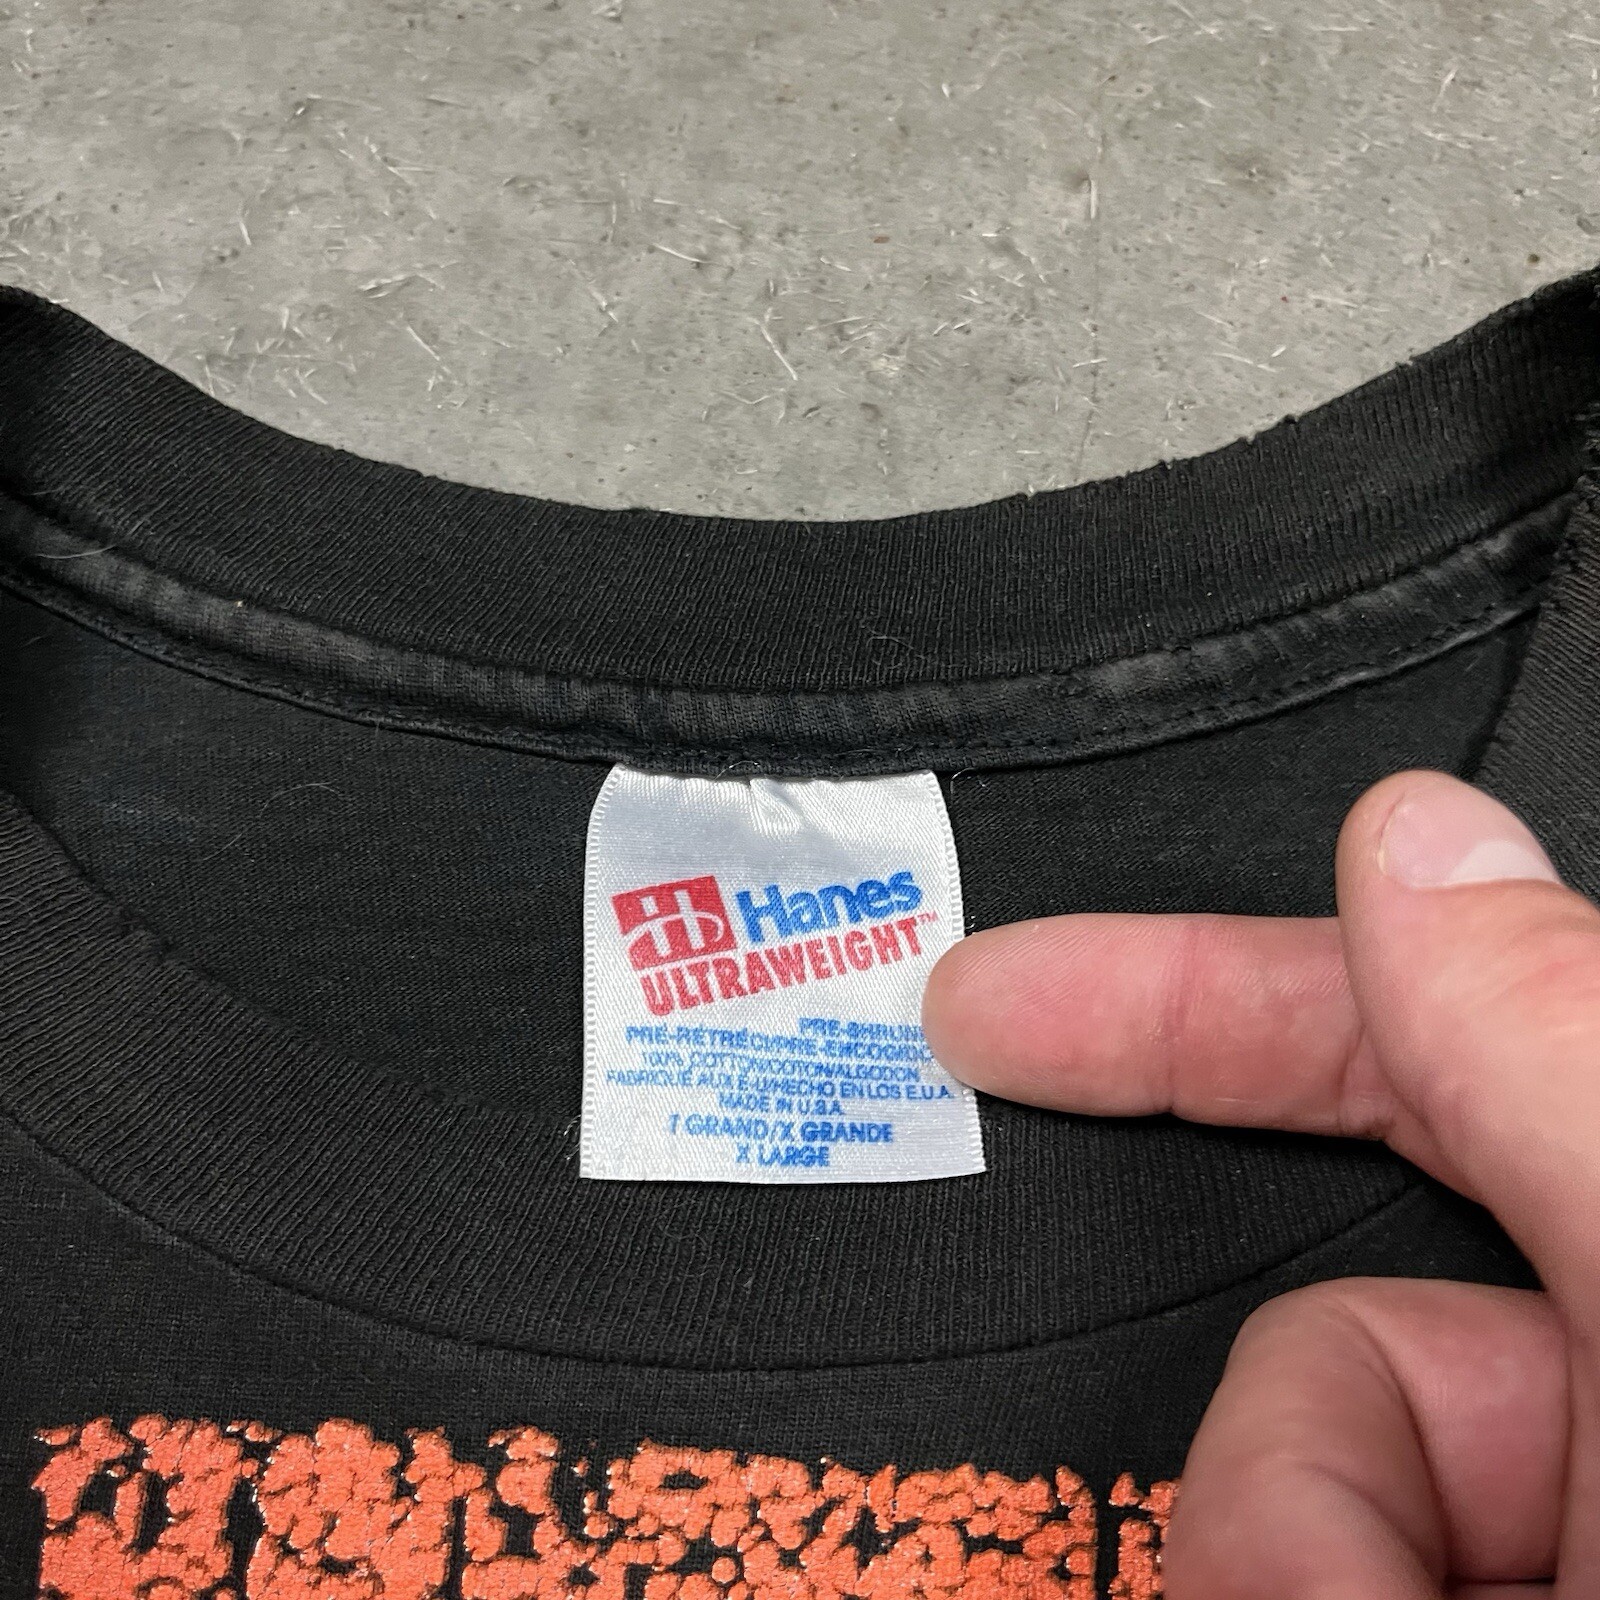 Hanes
ULTRAWEIGHT™
PRE-SHRUN
PRÉ-RÉTRÉCI/PRE-ENCOGIDO
100% COTTON/COTON/ALGODON
FABRIQUÉ AUX É-U/HECHO EN LOS E.U.A.
MADE IN U.S.A.
T GRAND/X GRANDE
X LARGE